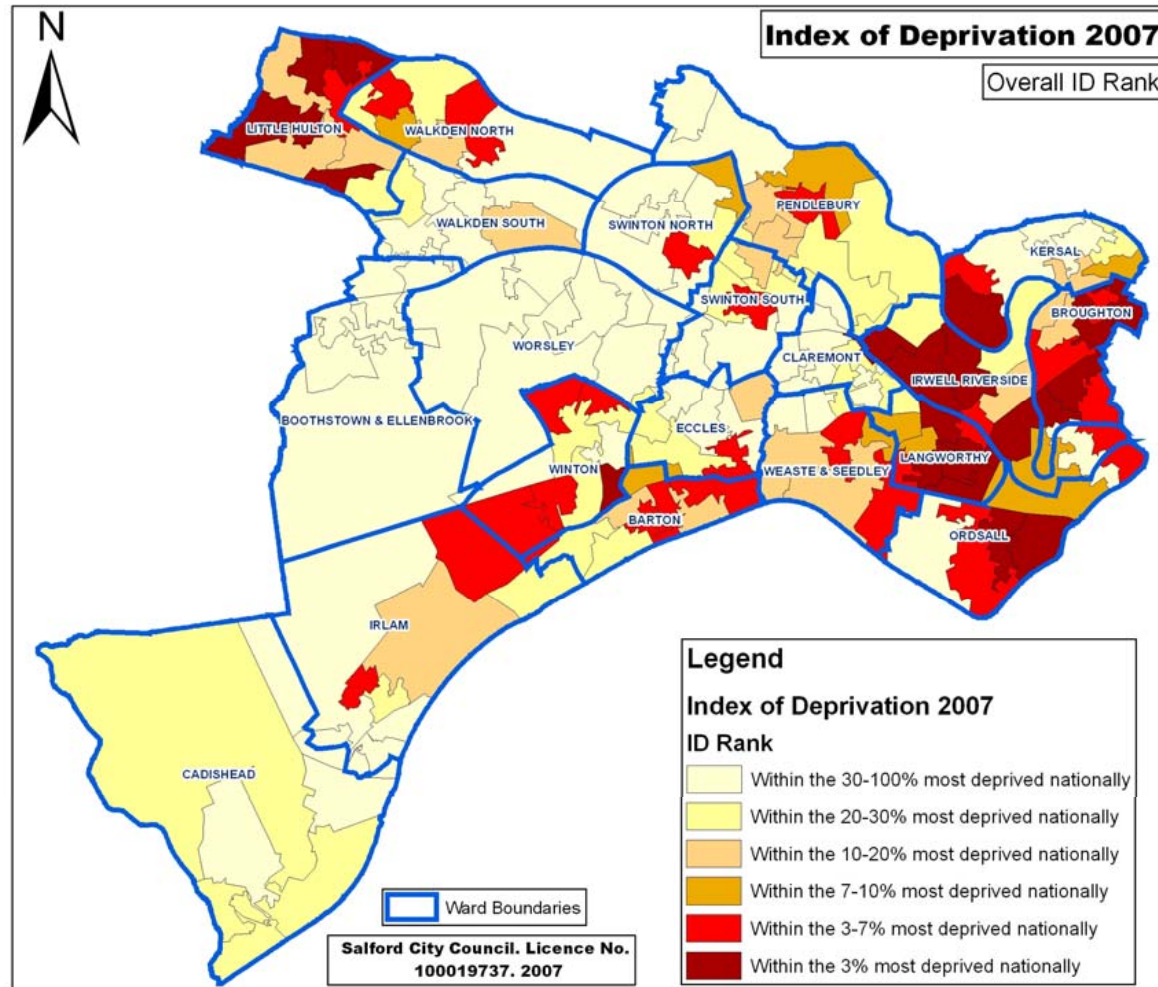 N
Index of Deprivation 2007
Overall ID Rank
LITTLE HULTON
WALKDEN NORTH
WALKDEN SOUTH
SWINTON NORTH
PENDLEBURY
KERSAL
SWINTON SOUTH
BROUGHTON
WORSLEY
CLAREMONT
IRWELL RIVERSIDE
BOOTHSTOWN & ELLENBROOK
ECCLES
WINTON
WEASTE & SEEDLEY
LANGWORTHY
BARTON
ORDSALL
IRLAM
CADISHEAD
Legend
Index of Deprivation 2007
ID Rank
Within the 30-100% most deprived nationally
Within the 20-30% most deprived nationally
Within the 10-20% most deprived nationally
Within the 7-10% most deprived nationally
Within the 3-7% most deprived nationally
Within the 3% most deprived nationally
Ward Boundaries
Salford City Council. Licence No.
100019737. 2007